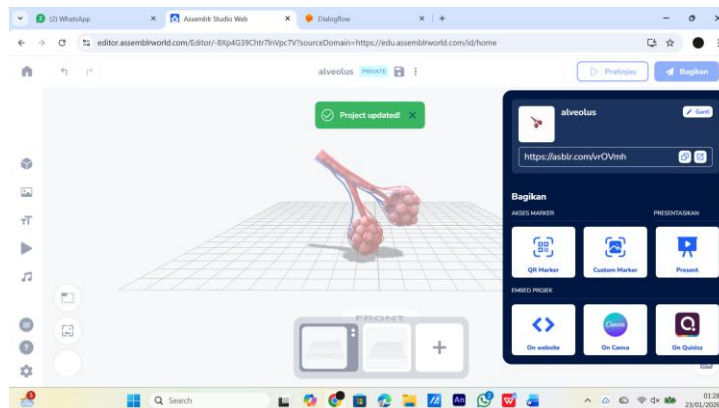 (2) WhatsApp
Assemblr Studio Web
Dialogflow
editor.assemblrworld.com/Editor/-8Xp4G39Chtr7lnVpc7V?sourceDomain=https://edu.assemblrworld.com/id/home
alveolus PRIVATE
Pratinjau
Bagikan
Project updated!
alveolus
Ganti
https://asblr.com/vrOVmh
Bagikan
AKSES MARKER
PRESENTASIKAN
QR Marker
Custom Marker
Present
EMBED PROJEK
On website
Canva
On Canva
On Quizizz
FRONT
Search
01:28
23/01/2026